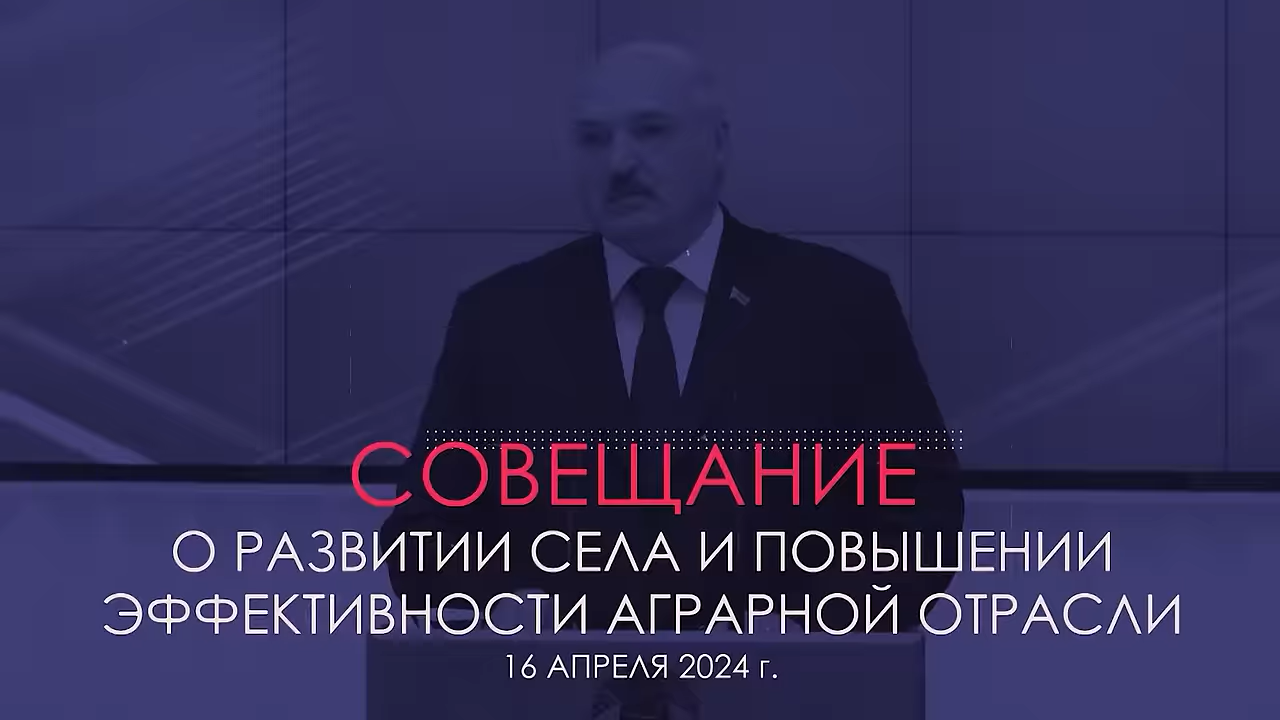 СОВЕЩАНИЕ
О РАЗВИТИИ СЕЛА И ПОВЫШЕНИИ
ЭФФЕКТИВНОСТИ АГРАРНОЙ ОТРАСЛИ
16 АПРЕЛЯ 2024 г.